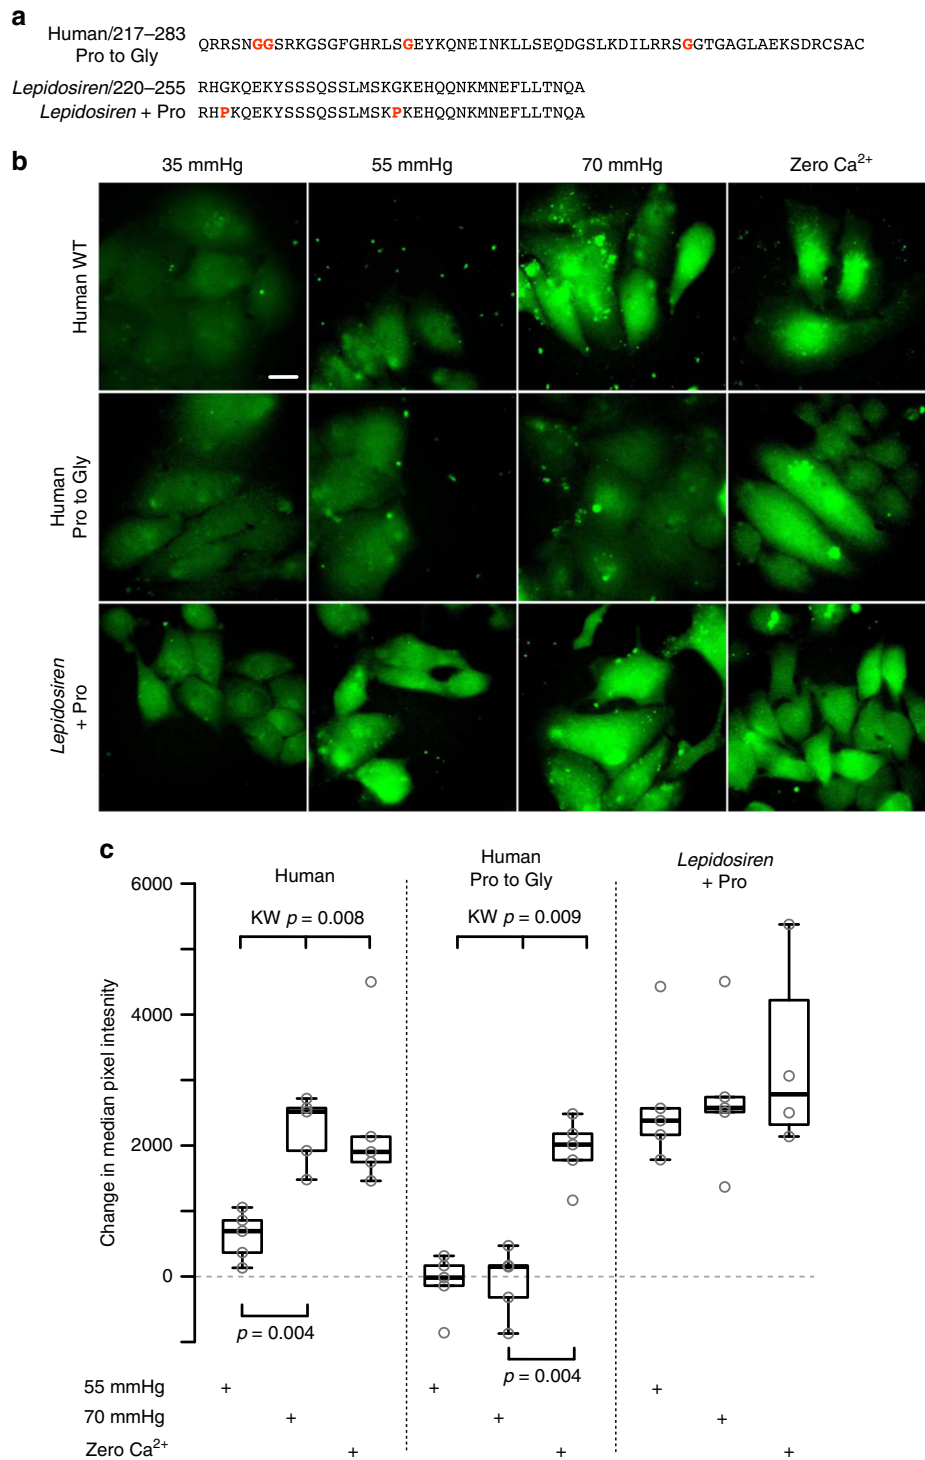 a
Human/217–283
Pro to Gly
QRRSNGGSRKGSGFGHRLSGEYKQNEINKLLSEQDGSLKDILRRSGGTGAGLAEKSDRCSAC
Lepidosiren/220–255
RHGKQEKYSSSQSSLMSKGKEHQQNKMNEFLLTNQA
Lepidosiren + Pro
RHPKQEKYSSSQSSLMSKPKEHQQNKMNEFLLTNQA
b
35 mmHg
55 mmHg
70 mmHg
Zero Ca²⁺
Human WT
Human
Pro to Gly
Lepidosiren
+ Pro
c
Human
Human
Pro to Gly
Lepidosiren
+ Pro
KW p = 0.008
KW p = 0.009
Change in median pixel intesnity
6000
4000
2000
0
p = 0.004
p = 0.004
55 mmHg + + +
70 mmHg + + +
Zero Ca²⁺ + + +